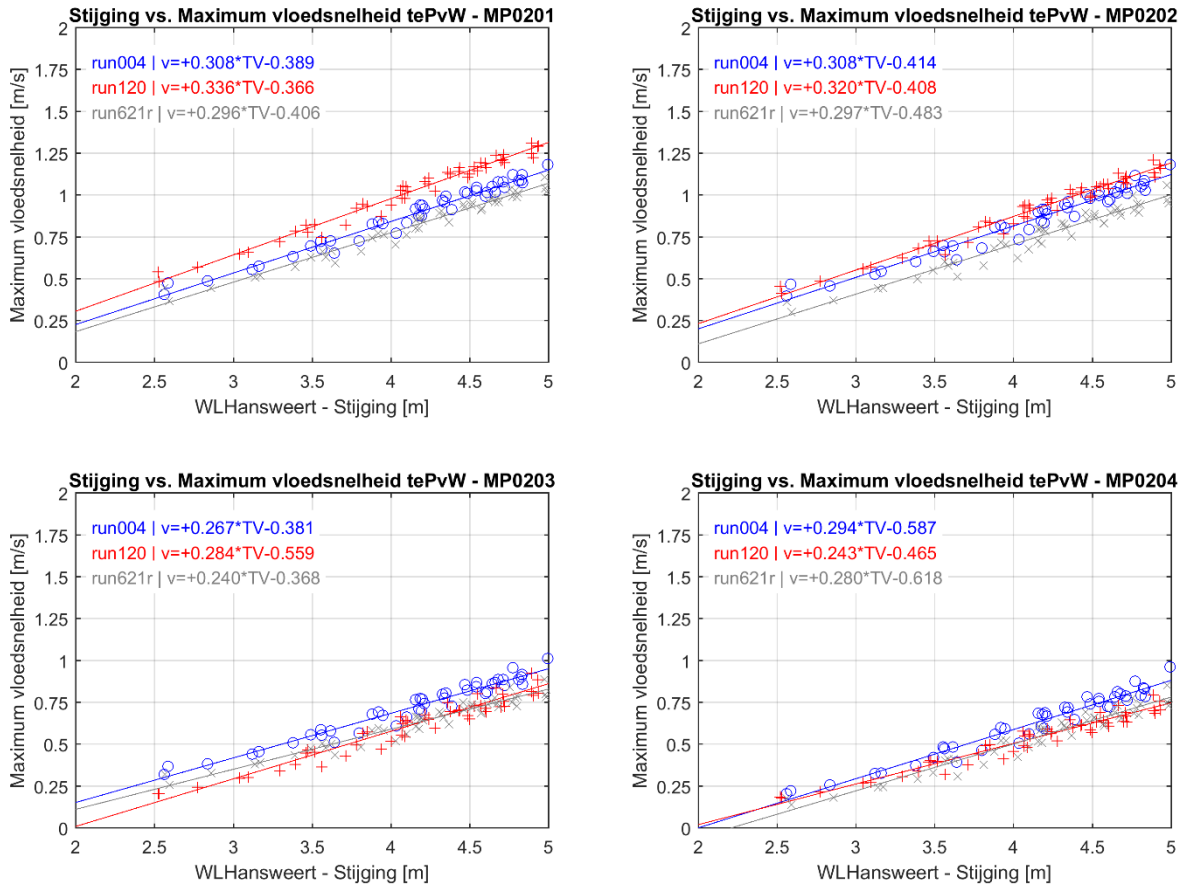 Stijging vs. Maximum vloedsnelheid tePvW - MP0201
run004 | v=+0.308*TV-0.389
run120 | v=+0.336*TV-0.366
run621r | v=+0.296*TV-0.406
Maximum vloedsnelheid [m/s]
2
1.75
1.5
1.25
1
0.75
0.5
0.25
0
2 2.5 3 3.5 4 4.5 5
WLHansweert - Stijging [m]
Stijging vs. Maximum vloedsnelheid tePvW - MP0202
run004 | v=+0.308*TV-0.414
run120 | v=+0.320*TV-0.408
run621r | v=+0.297*TV-0.483
Maximum vloedsnelheid [m/s]
2
1.75
1.5
1.25
1
0.75
0.5
0.25
0
2 2.5 3 3.5 4 4.5 5
WLHansweert - Stijging [m]
Stijging vs. Maximum vloedsnelheid tePvW - MP0203
run004 | v=+0.267*TV-0.381
run120 | v=+0.284*TV-0.559
run621r | v=+0.240*TV-0.368
Maximum vloedsnelheid [m/s]
2
1.75
1.5
1.25
1
0.75
0.5
0.25
0
2 2.5 3 3.5 4 4.5 5
WLHansweert - Stijging [m]
Stijging vs. Maximum vloedsnelheid tePvW - MP0204
run004 | v=+0.294*TV-0.587
run120 | v=+0.243*TV-0.465
run621r | v=+0.280*TV-0.618
Maximum vloedsnelheid [m/s]
2
1.75
1.5
1.25
1
0.75
0.5
0.25
0
2 2.5 3 3.5 4 4.5 5
WLHansweert - Stijging [m]